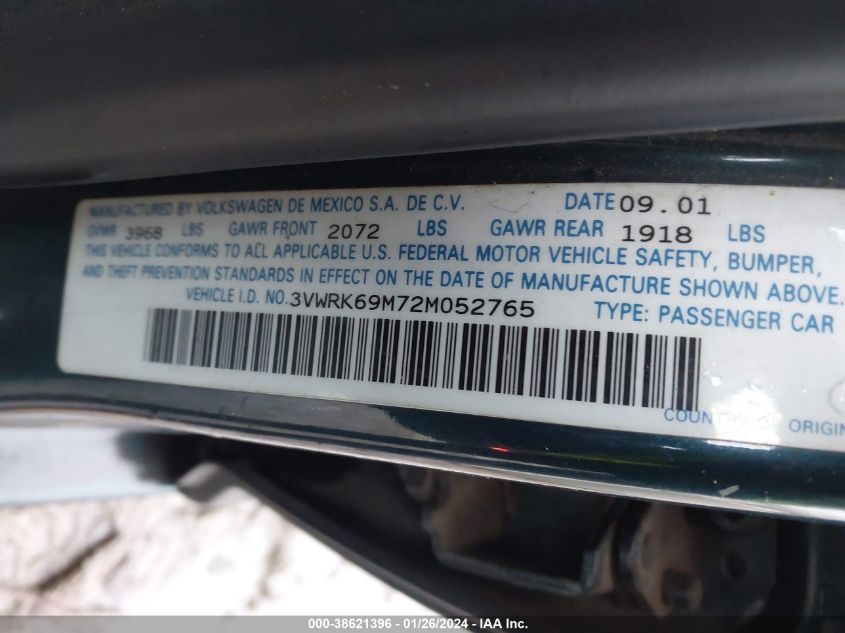 MANUFACTURED BY VOLKSWAGEN DE MEXICO S.A. DE C.V. DATE 09.01
GVWR 3968 LBS GAWR FRONT 2072 LBS GAWR REAR 1918 LBS
THIS VEHICLE CONFORMS TO ALL APPLICABLE U.S. FEDERAL MOTOR VEHICLE SAFETY, BUMPER,
AND THEFT PREVENTION STANDARDS IN EFFECT ON THE DATE OF MANUFACTURE SHOWN ABOVE.
VEHICLE I.D. NO. 3VWRK69M72M052765 TYPE: PASSENGER CAR
COUNTRY OF ORIGIN
000-38621396 - 01/26/2024 - IAA Inc.